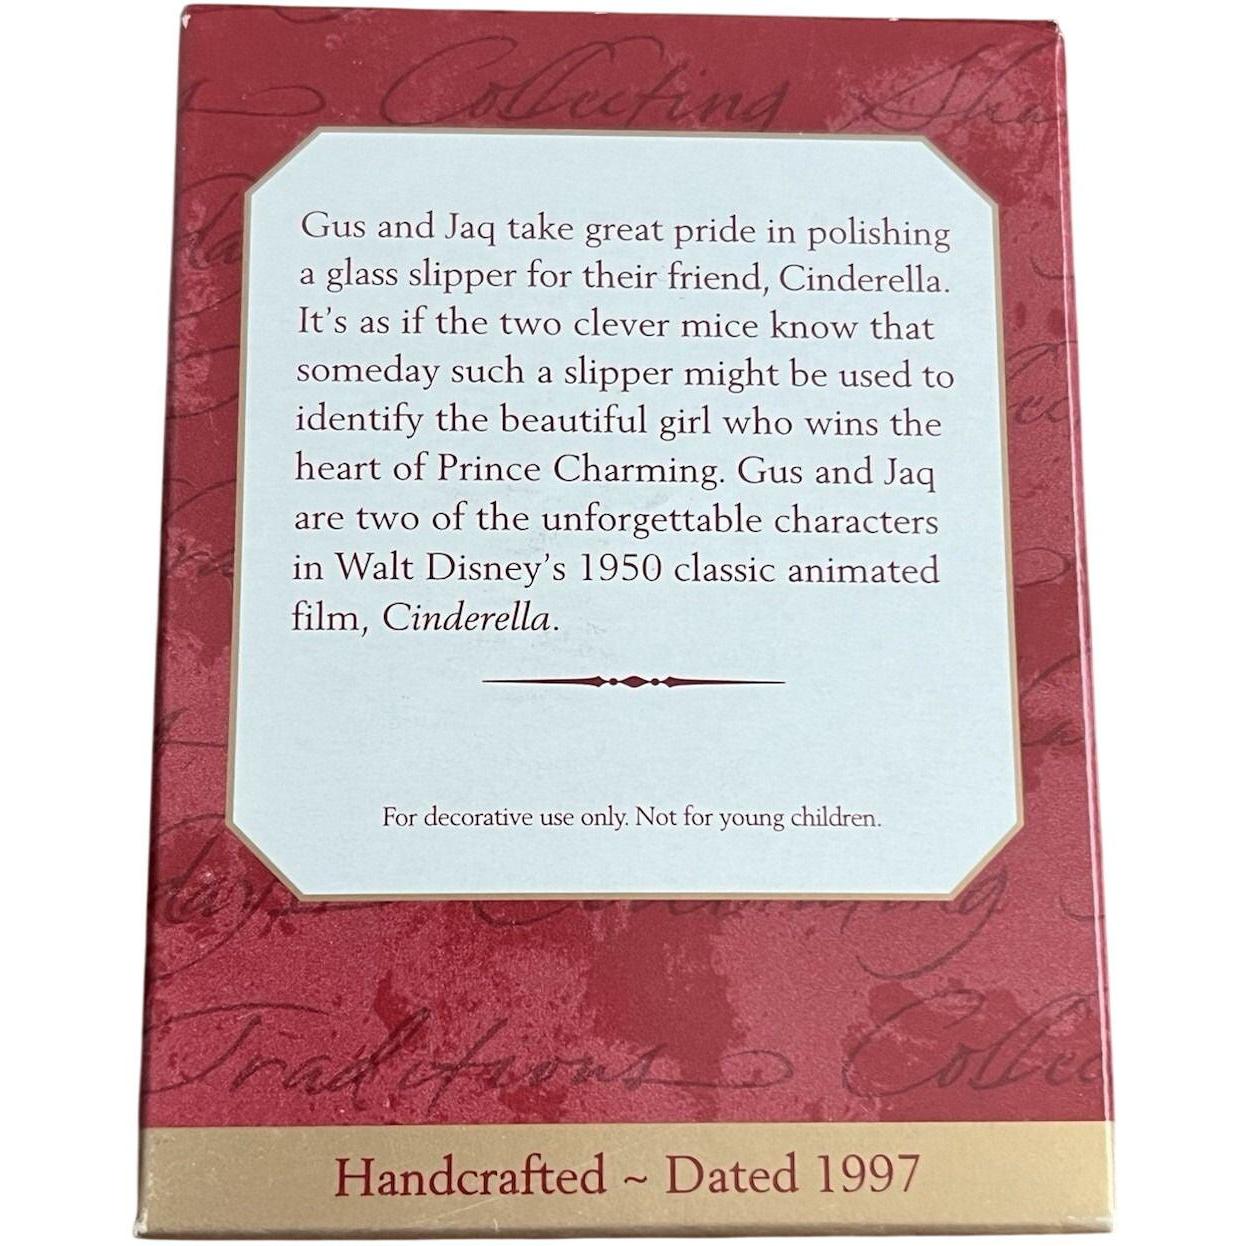 Collecting
Gus and Jaq take great pride in polishing
a glass slipper for their friend, Cinderella.
It's as if the two clever mice know that
someday such a slipper might be used to
identify the beautiful girl who wins the
heart of Prince Charming. Gus and Jaq
are two of the unforgettable characters
in Walt Disney's 1950 classic animated
film, Cinderella.
For decorative use only. Not for young children.
Traditions Collec
Handcrafted ~ Dated 1997